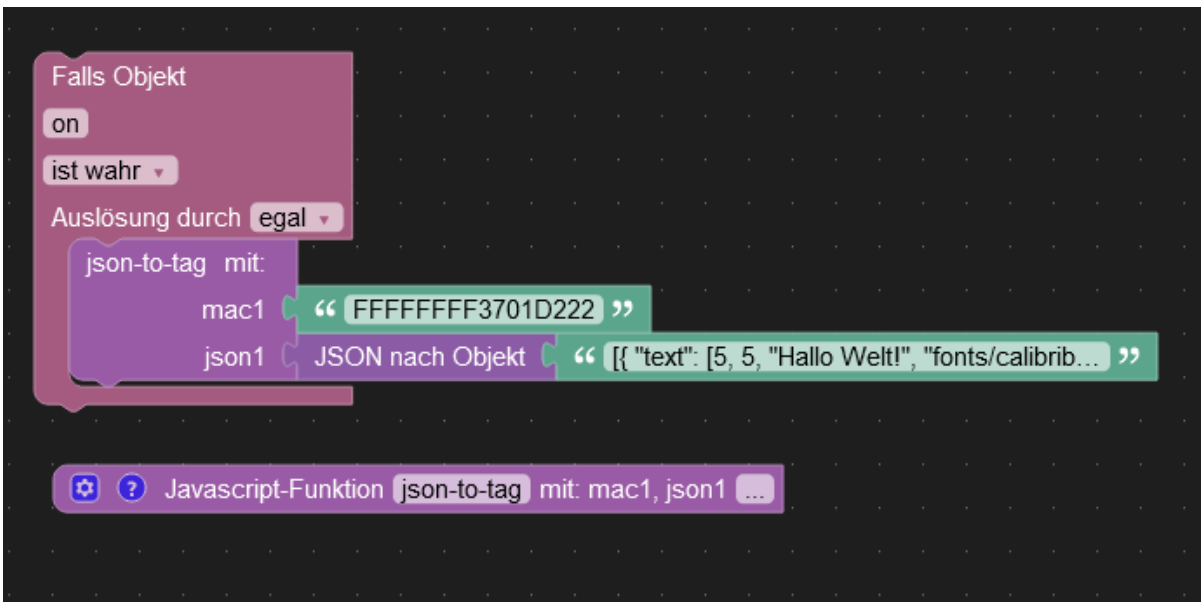 Falls Objekt
on
ist wahr
Auslösung durch egal
json-to-tag mit:
mac1 “ FFFFFFFF3701D222 ”
json1 JSON nach Objekt “ [{ "text": [5, 5, "Hallo Welt!", "fonts/calibrib… ”
? Javascript-Funktion json-to-tag mit: mac1, json1 ...